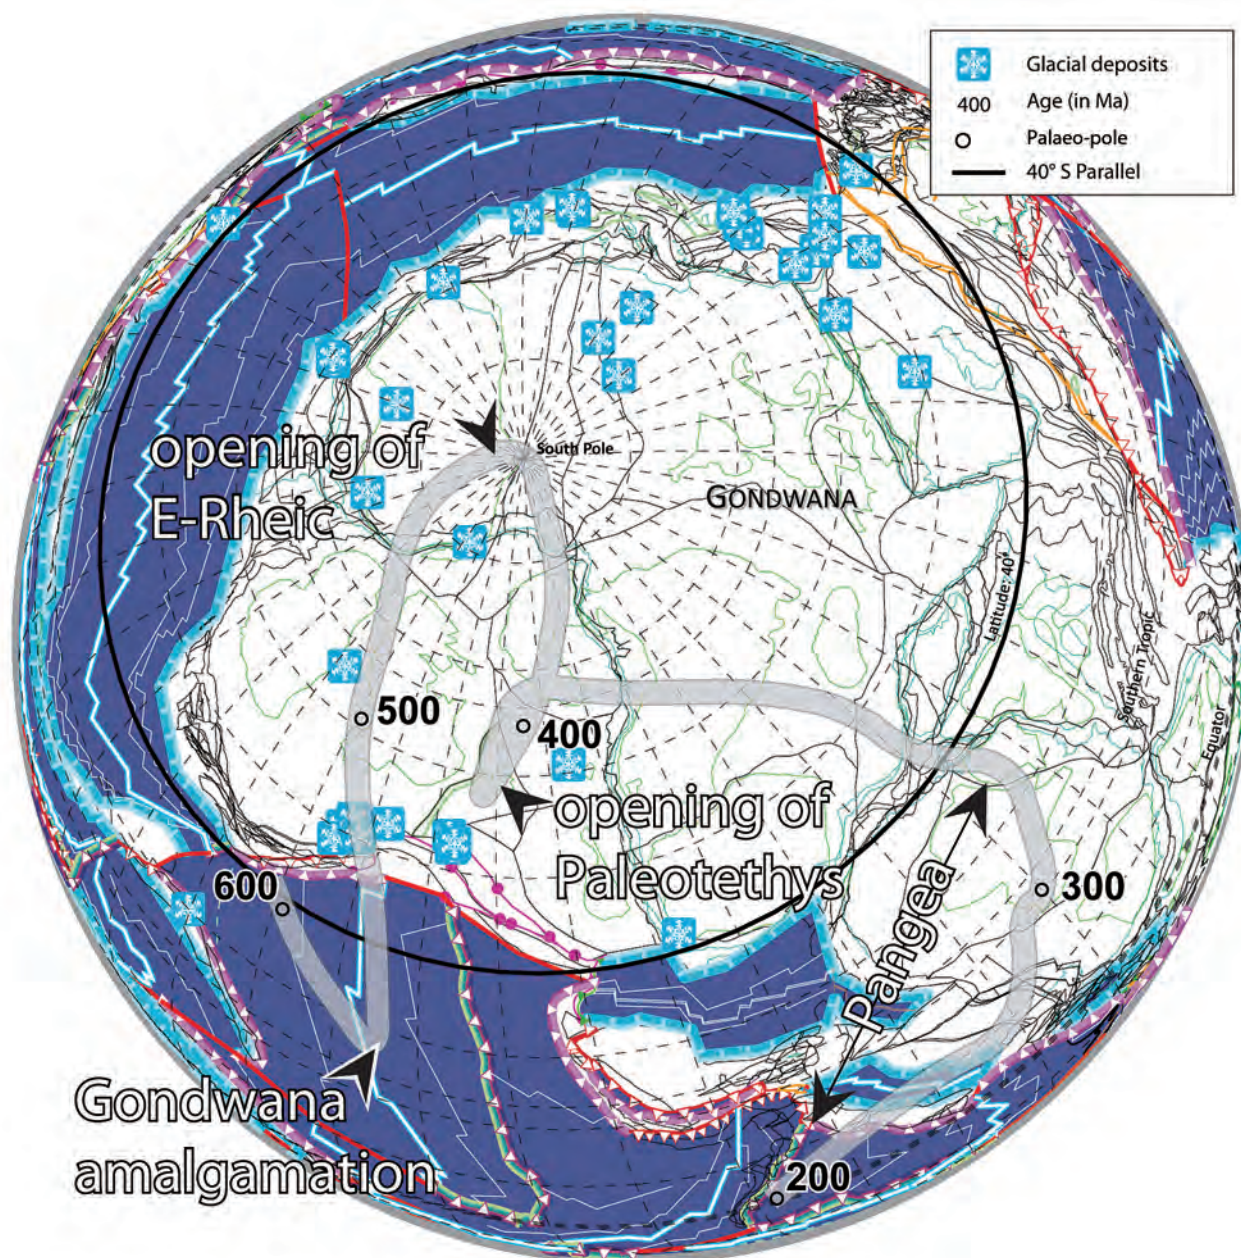 Glacial deposits
400
Age (in Ma)
Palaeo-pole
40° S Parallel
opening of
E-Rheic
South Pole
GONDWANA
Latitude: 40°
Southern Tropic
Equator
500
400
opening of
Paleotethys
600
300
Pangea
Gondwana
amalgamation
200